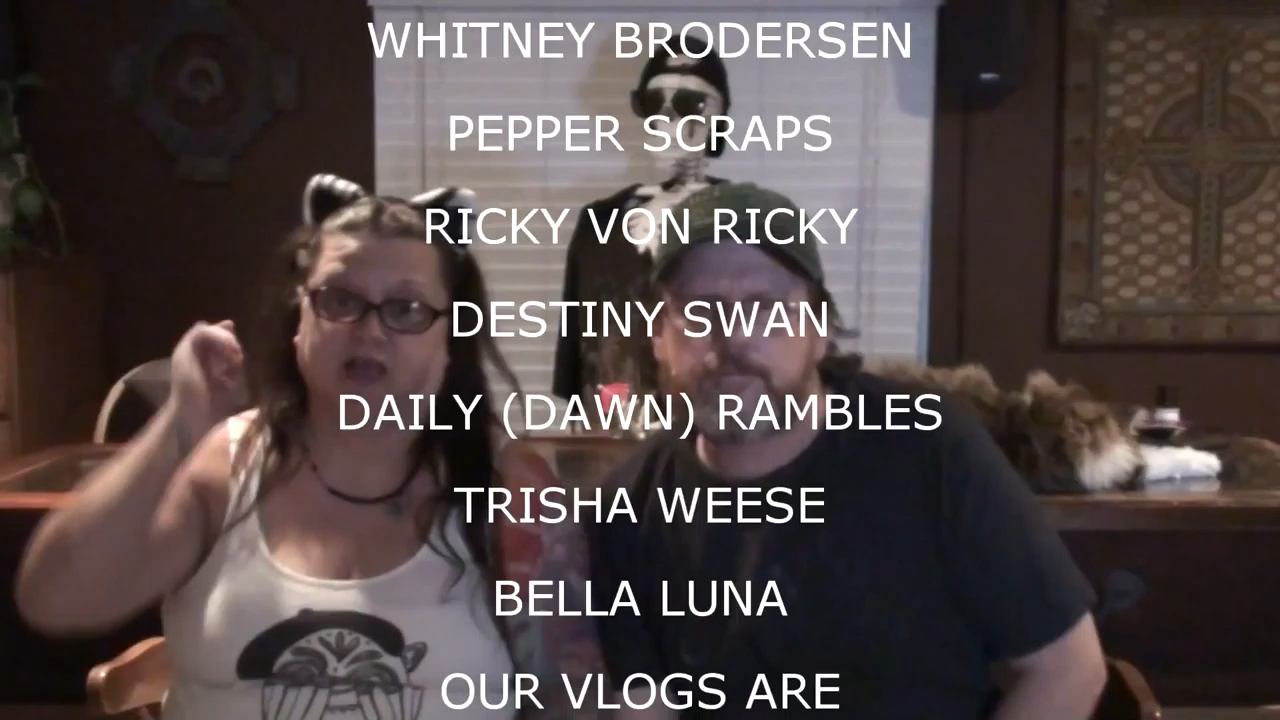 WHITNEY BRODERSEN
PEPPER SCRAPS
RICKY VON RICKY
DESTINY SWAN
DAILY (DAWN) RAMBLES
TRISHA WEESE
BELLA LUNA
OUR VLOGS ARE